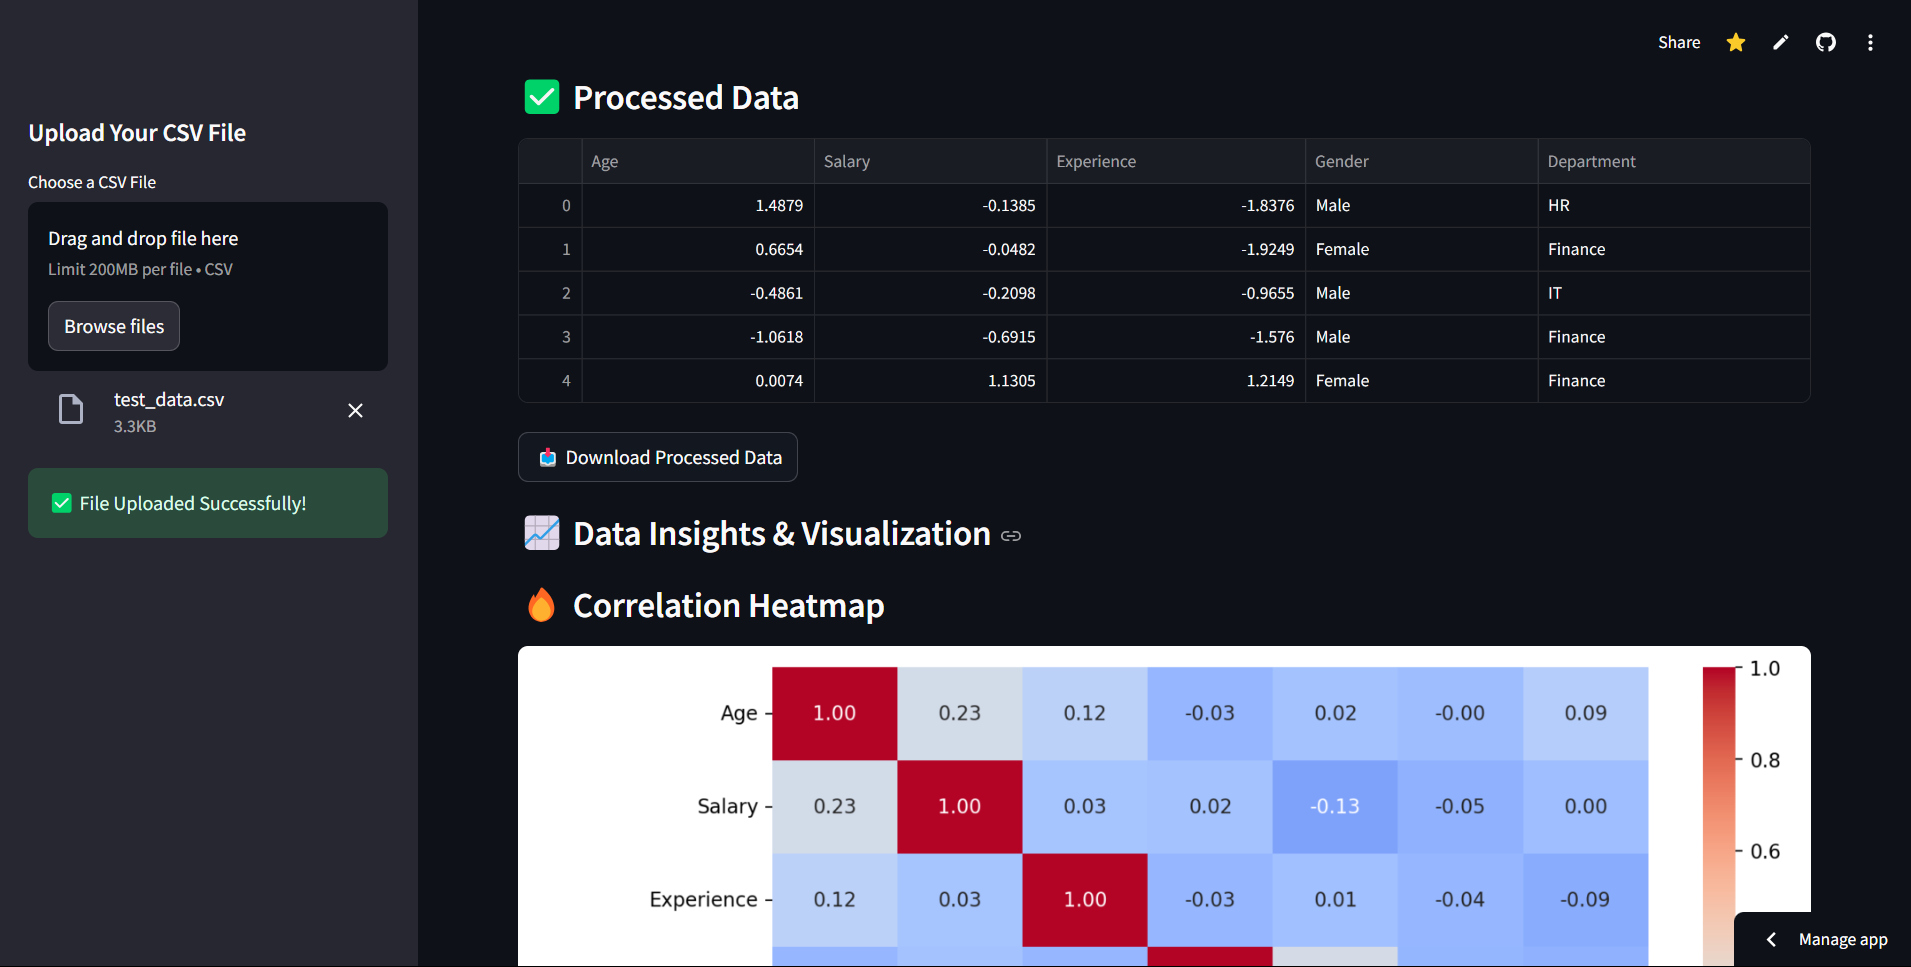 Share
Upload Your CSV File
Choose a CSV File
Drag and drop file here
Limit 200MB per file • CSV
Browse files
test_data.csv
3.3KB
File Uploaded Successfully!
Processed Data
Age Salary Experience Gender Department
0 1.4879 -0.1385 -1.8376 Male HR
1 0.6654 -0.0482 -1.9249 Female Finance
2 -0.4861 -0.2098 -0.9655 Male IT
3 -1.0618 -0.6915 -1.576 Male Finance
4 0.0074 1.1305 1.2149 Female Finance
Download Processed Data
Data Insights & Visualization
Correlation Heatmap
Age 1.00 0.23 0.12 -0.03 0.02 -0.00 0.09
Salary 0.23 1.00 0.03 0.02 -0.13 -0.05 0.00
Experience 0.12 0.03 1.00 -0.03 0.01 -0.04 -0.09
1.0
0.8
0.6
Manage app